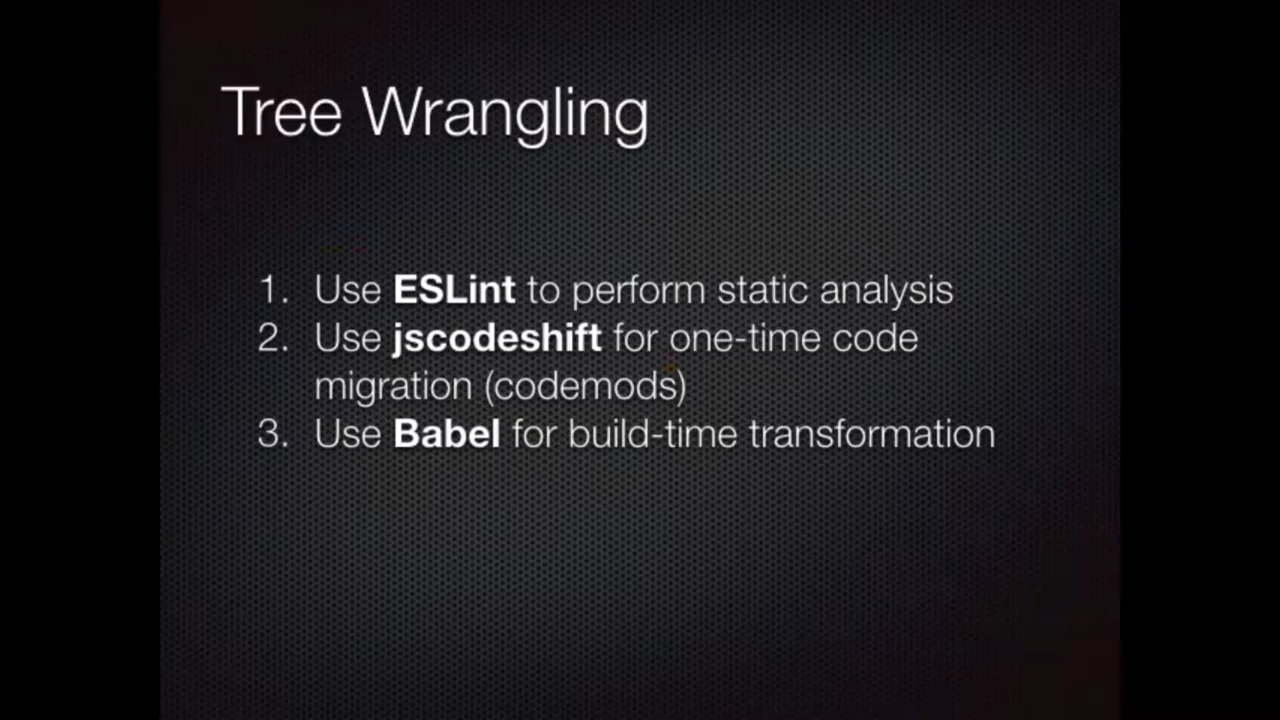 Tree Wrangling
1. Use ESLint to perform static analysis
2. Use jscodeshift for one-time code
migration (codemods)
3. Use Babel for build-time transformation